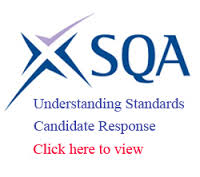 SQA
Understanding Standards
Candidate Response
Click here to view